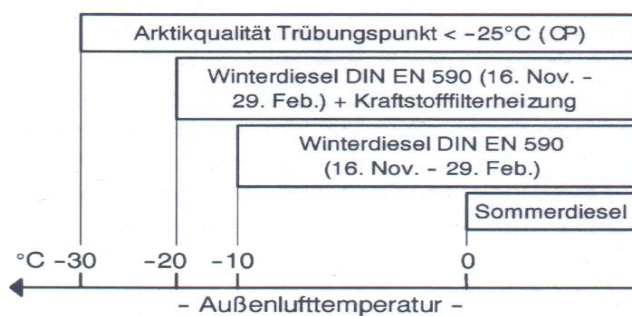 Arktikqualität Trübungspunkt < -25°C (CP)
Winterdiesel DIN EN 590 (16. Nov. -
29. Feb.) + Kraftstofffilterheizung
Winterdiesel DIN EN 590
(16. Nov. - 29. Feb.)
Sommerdiesel
°C -30 -20 -10 0
- Außenlufttemperatur -